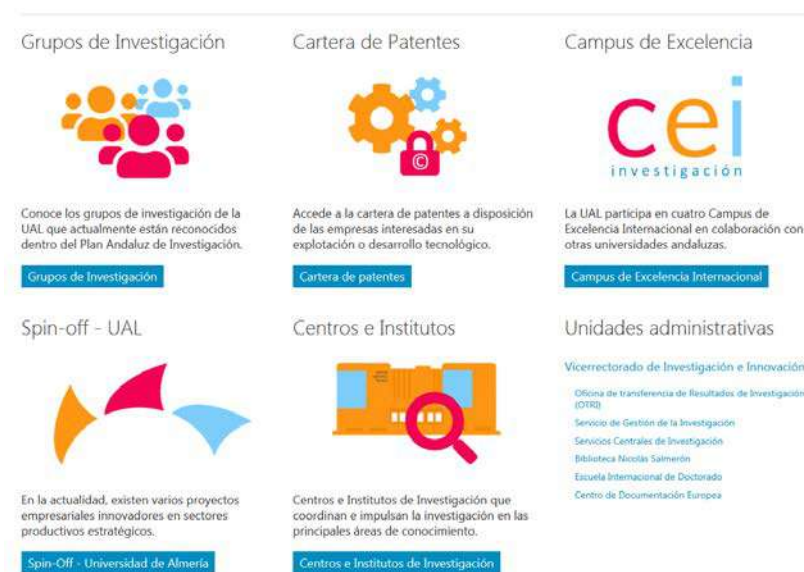 Grupos de Investigación
Conoce los grupos de investigación de la
UAL que actualmente están reconocidos
dentro del Plan Andaluz de Investigación.
Grupos de Investigación
Cartera de Patentes
©
Accede a la cartera de patentes a disposición
de las empresas interesadas en su
explotación o desarrollo tecnológico.
Cartera de patentes
Campus de Excelencia
cei
investigación
La UAL participa en cuatro Campus de
Excelencia Internacional en colaboración con
otras universidades andaluzas.
Campus de Excelencia Internacional
Spin-off - UAL
En la actualidad, existen varios proyectos
empresariales innovadores en sectores
productivos estratégicos.
Spin-Off - Universidad de Almería
Centros e Institutos
Centros e Institutos de Investigación que
coordinan e impulsan la investigación en las
principales áreas de conocimiento.
Centros e Institutos de Investigación
Unidades administrativas
Vicerrectorado de Investigación e Innovación
Oficina de transferencia de Resultados de Investigación
(OTRI)
Servicio de Gestión de la Investigación
Servicios Centrales de Investigación
Biblioteca Nicolás Salmerón
Escuela Internacional de Doctorado
Centro de Documentación Europea